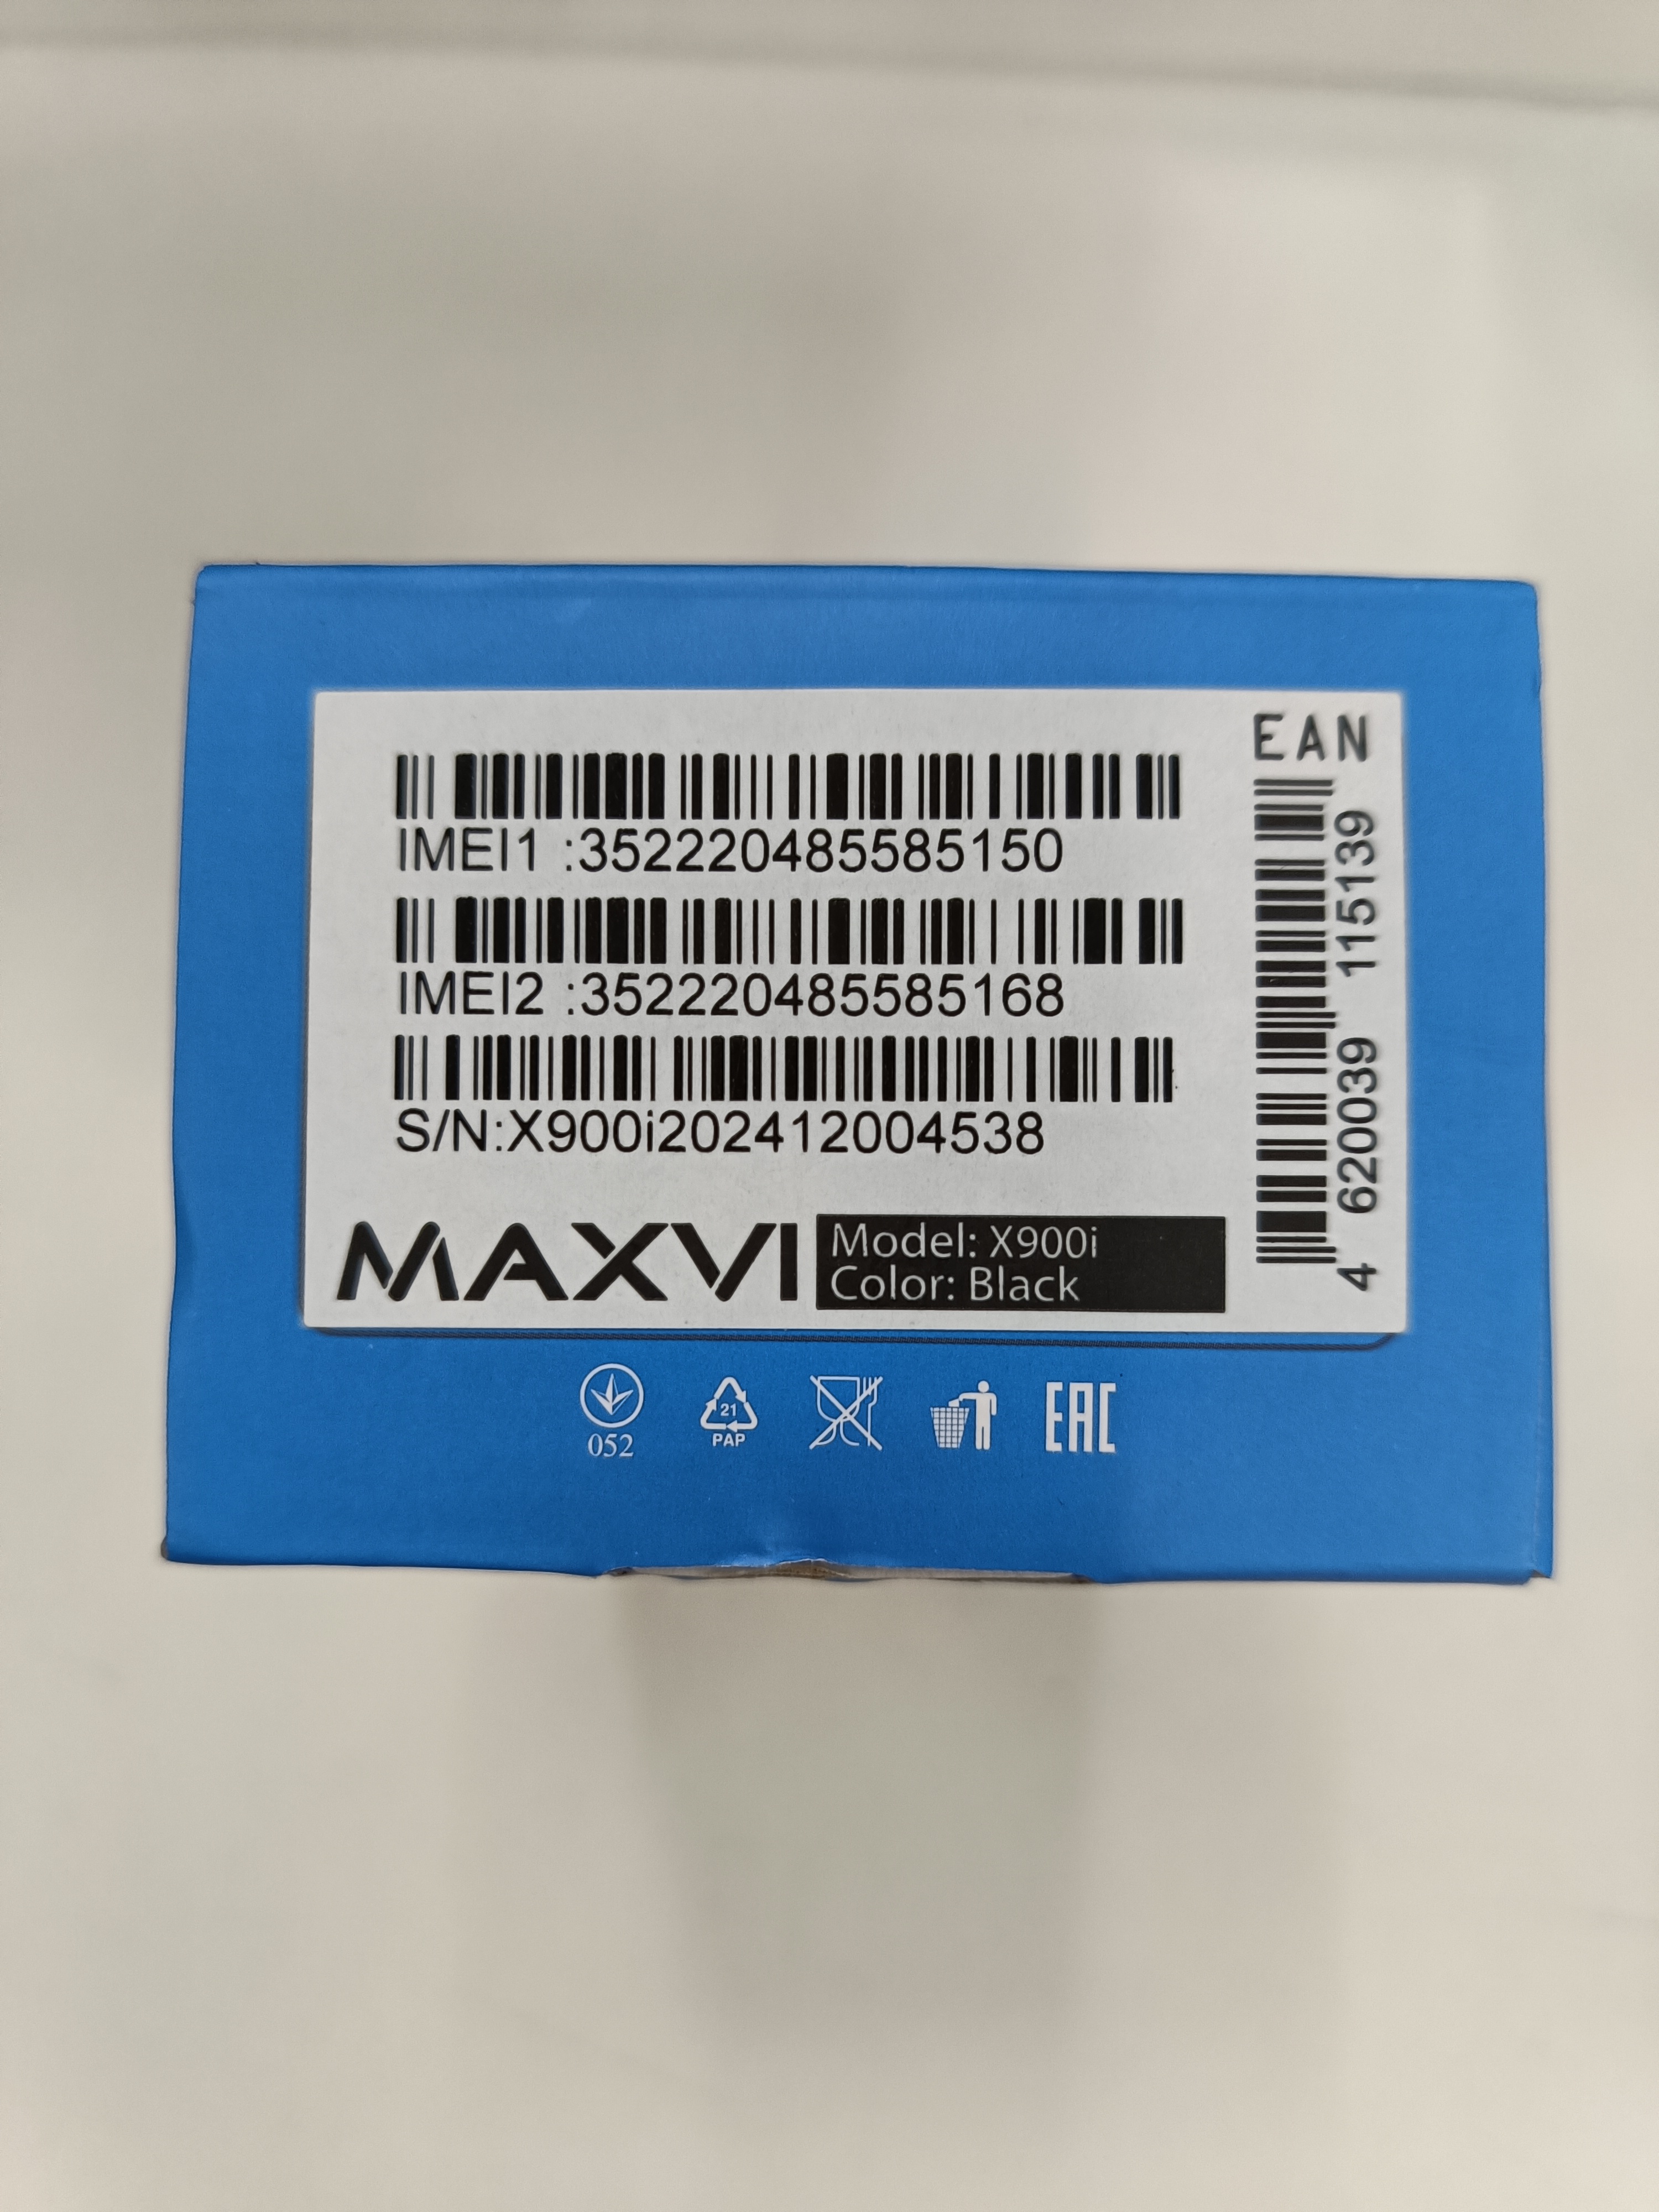 EAN
IMEI1 :352220485585150
IMEI2 :352220485585168
S/N:X900i202412004538
4 620039 115139
MAXVI
Model: X900i
Color: Black
052
21
PAP
EAC